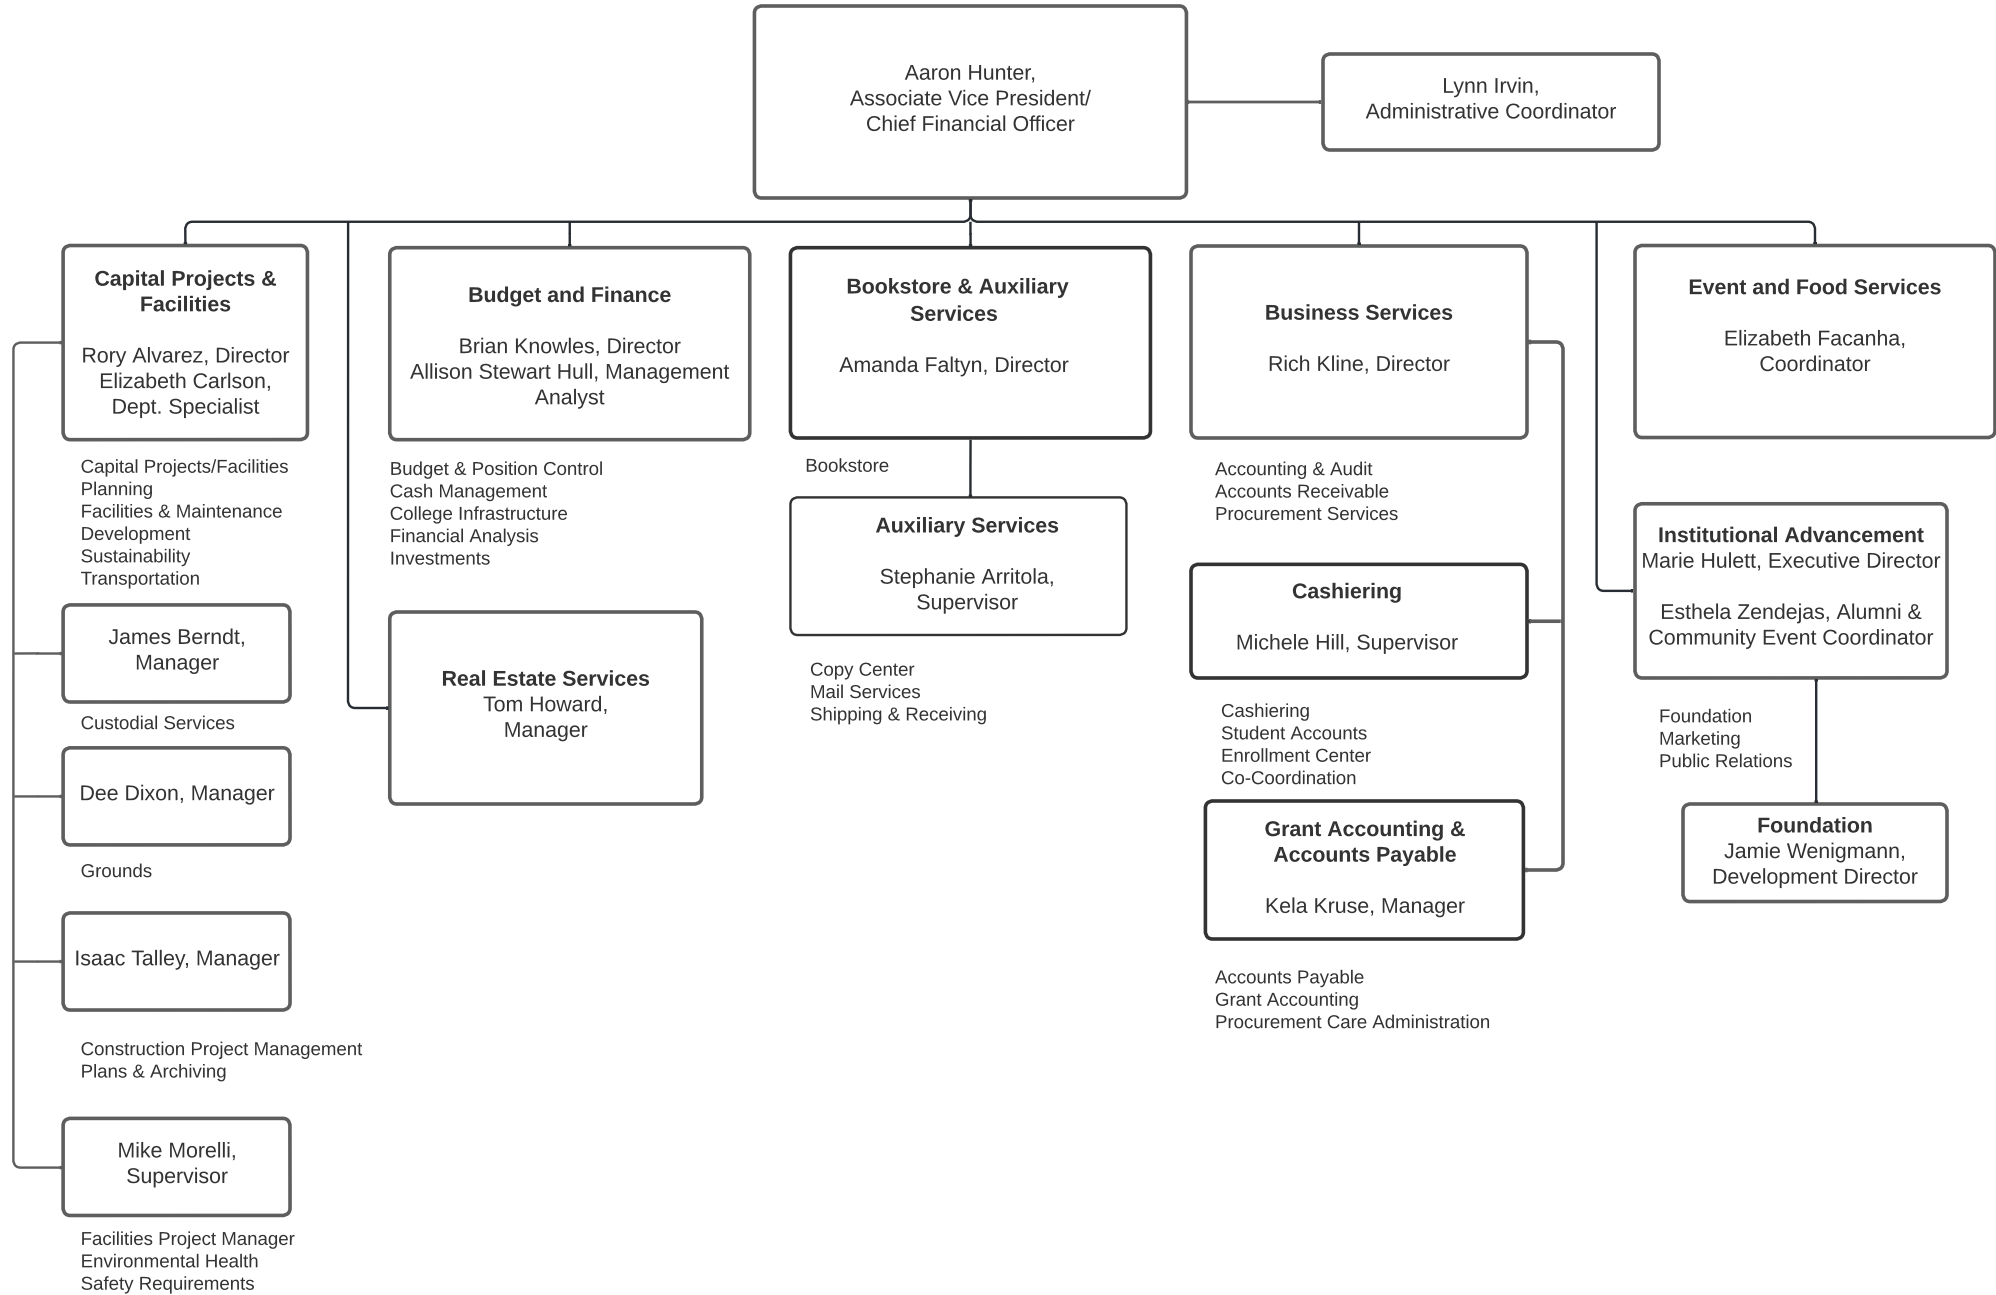 Aaron Hunter,
Associate Vice President/
Chief Financial Officer
Lynn Irvin,
Administrative Coordinator
Capital Projects &
Facilities
Rory Alvarez, Director
Elizabeth Carlson,
Dept. Specialist
Capital Projects/Facilities
Planning
Facilities & Maintenance
Development
Sustainability
Transportation
James Berndt,
Manager
Custodial Services
Dee Dixon, Manager
Grounds
Isaac Talley, Manager
Construction Project Management
Plans & Archiving
Mike Morelli,
Supervisor
Facilities Project Manager
Environmental Health
Safety Requirements
Budget and Finance
Brian Knowles, Director
Allison Stewart Hull, Management
Analyst
Budget & Position Control
Cash Management
College Infrastructure
Financial Analysis
Investments
Real Estate Services
Tom Howard,
Manager
Bookstore & Auxiliary
Services
Amanda Faltyn, Director
Bookstore
Auxiliary Services
Stephanie Arritola,
Supervisor
Copy Center
Mail Services
Shipping & Receiving
Business Services
Rich Kline, Director
Accounting & Audit
Accounts Receivable
Procurement Services
Cashiering
Michele Hill, Supervisor
Cashiering
Student Accounts
Enrollment Center
Co-Coordination
Grant Accounting &
Accounts Payable
Kela Kruse, Manager
Accounts Payable
Grant Accounting
Procurement Care Administration
Event and Food Services
Elizabeth Facanha,
Coordinator
Institutional Advancement
Marie Hulett, Executive Director
Esthela Zendejas, Alumni &
Community Event Coordinator
Foundation
Marketing
Public Relations
Foundation
Jamie Wenigmann,
Development Director